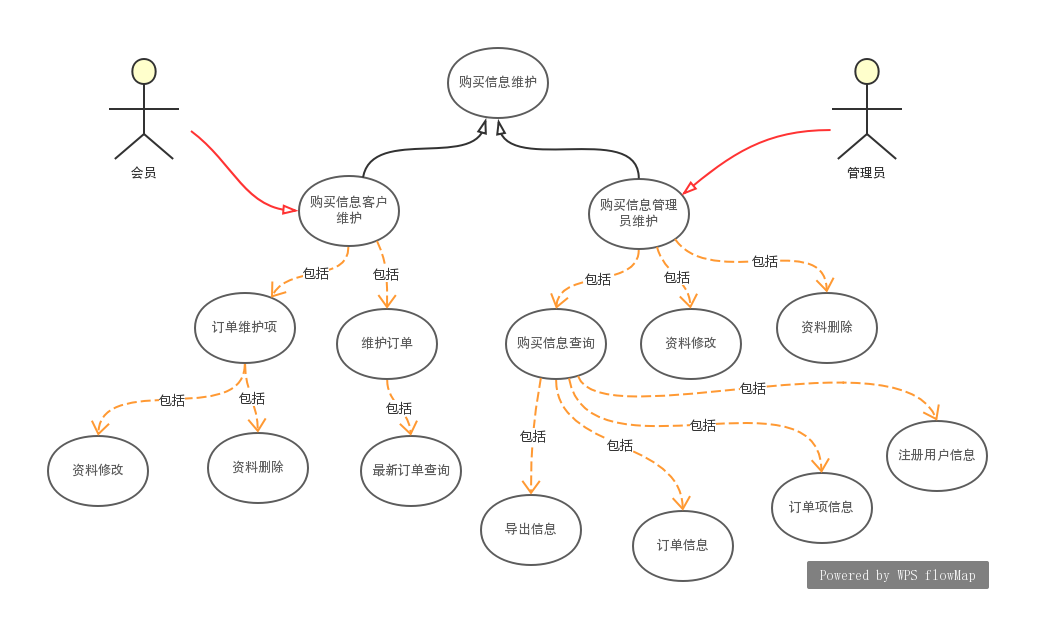 购买信息维护
会员
管理员
购买信息客户
维护
购买信息管理
员维护
包括
包括
包括
包括
包括
订单维护项
维护订单
购买信息查询
资料修改
资料删除
包括
包括
包括
包括
包括
包括
包括
资料修改
资料删除
最新订单查询
导出信息
订单信息
订单项信息
注册用户信息
Powered by WPS flowMap